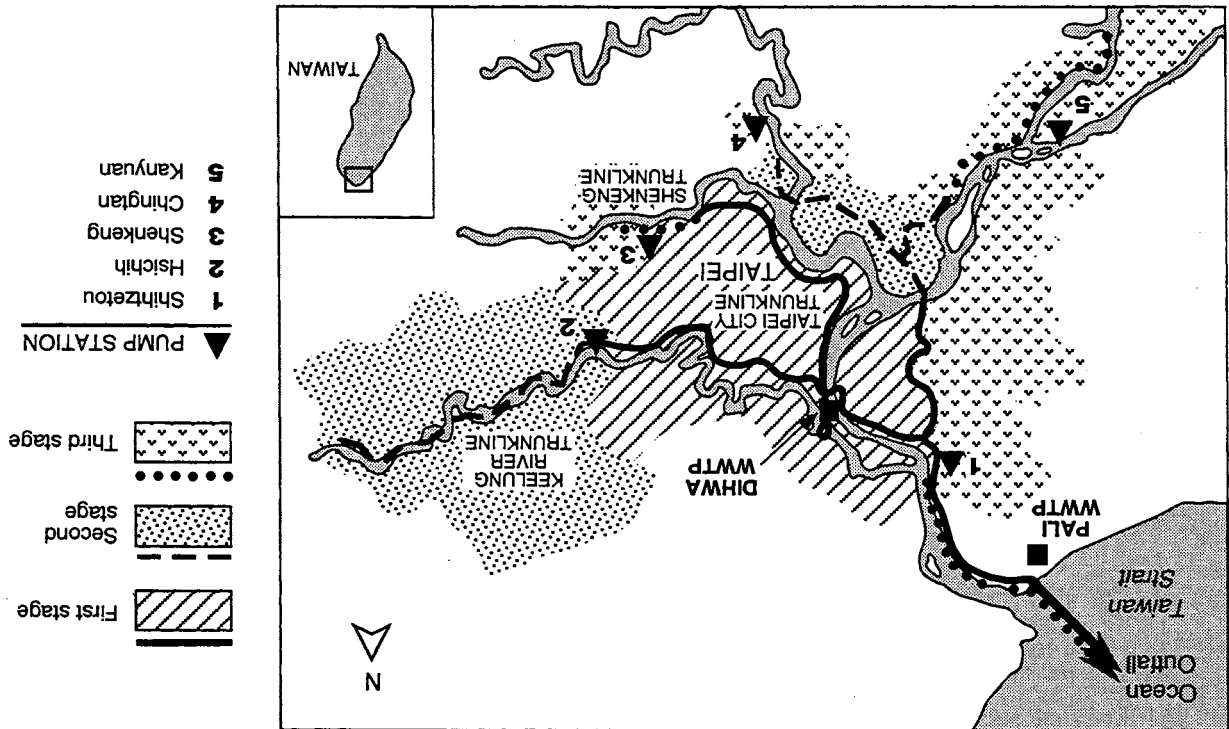 Ocean
Outfall
Taiwan
Strait
PALI
WWTP
N
1
DIHWA
WWTP
KEELUNG
RIVER
TRUNKLINE
2
TAIPEI CITY
TRUNKLINE
TAIPEI
3
SHENKENG
TRUNKLINE
4
5
TAIWAN
First stage
Second
stage
Third stage
PUMP STATION
1 Shihtzetou
2 Hsichih
3 Shenkeng
4 Chingtan
5 Kanyuan